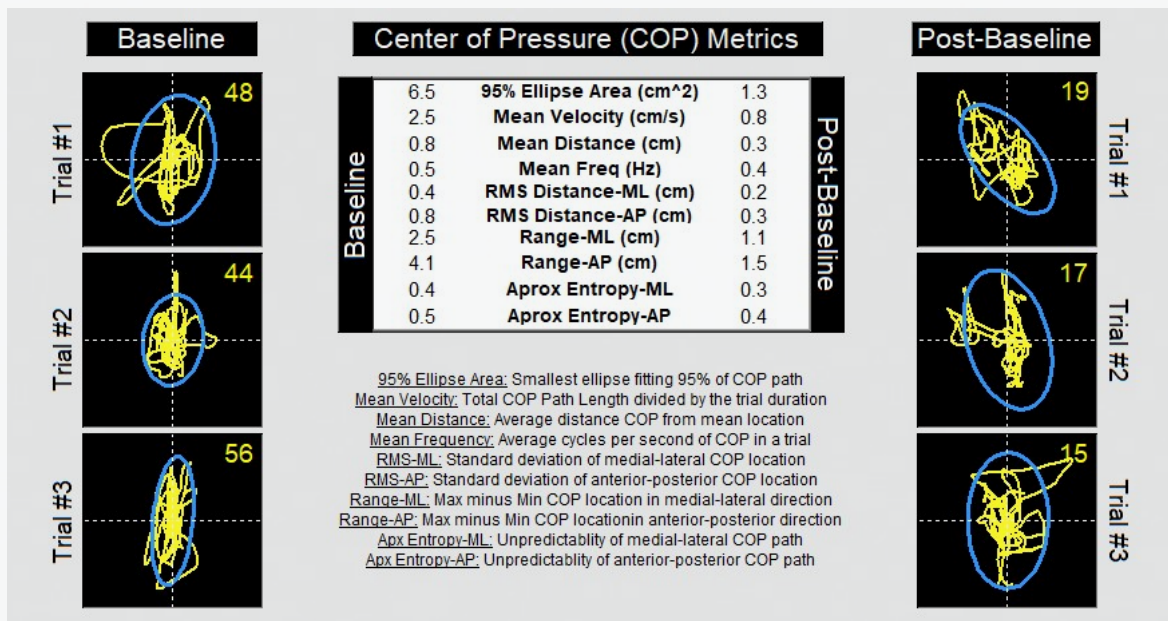 Baseline
Center of Pressure (COP) Metrics
Post-Baseline
Trial #1
48
Trial #2
44
Trial #3
56
Baseline
6.5 95% Ellipse Area (cm^2) 1.3
2.5 Mean Velocity (cm/s) 0.8
0.8 Mean Distance (cm) 0.3
0.5 Mean Freq (Hz) 0.4
0.4 RMS Distance-ML (cm) 0.2
0.8 RMS Distance-AP (cm) 0.3
2.5 Range-ML (cm) 1.1
4.1 Range-AP (cm) 1.5
0.4 Aprox Entropy-ML 0.3
0.5 Aprox Entropy-AP 0.4
Post-Baseline
95% Ellipse Area: Smallest ellipse fitting 95% of COP path
Mean Velocity: Total COP Path Length divided by the trial duration
Mean Distance: Average distance COP from mean location
Mean Frequency: Average cycles per second of COP in a trial
RMS-ML: Standard deviation of medial-lateral COP location
RMS-AP: Standard deviation of anterior-posterior COP location
Range-ML: Max minus Min COP location in medial-lateral direction
Range-AP: Max minus Min COP locationin anterior-posterior direction
Apx Entropy-ML: Unpredictablity of medial-lateral COP path
Apx Entropy-AP: Unpredictablity of anterior-posterior COP path
19
Trial #1
17
Trial #2
15
Trial #3